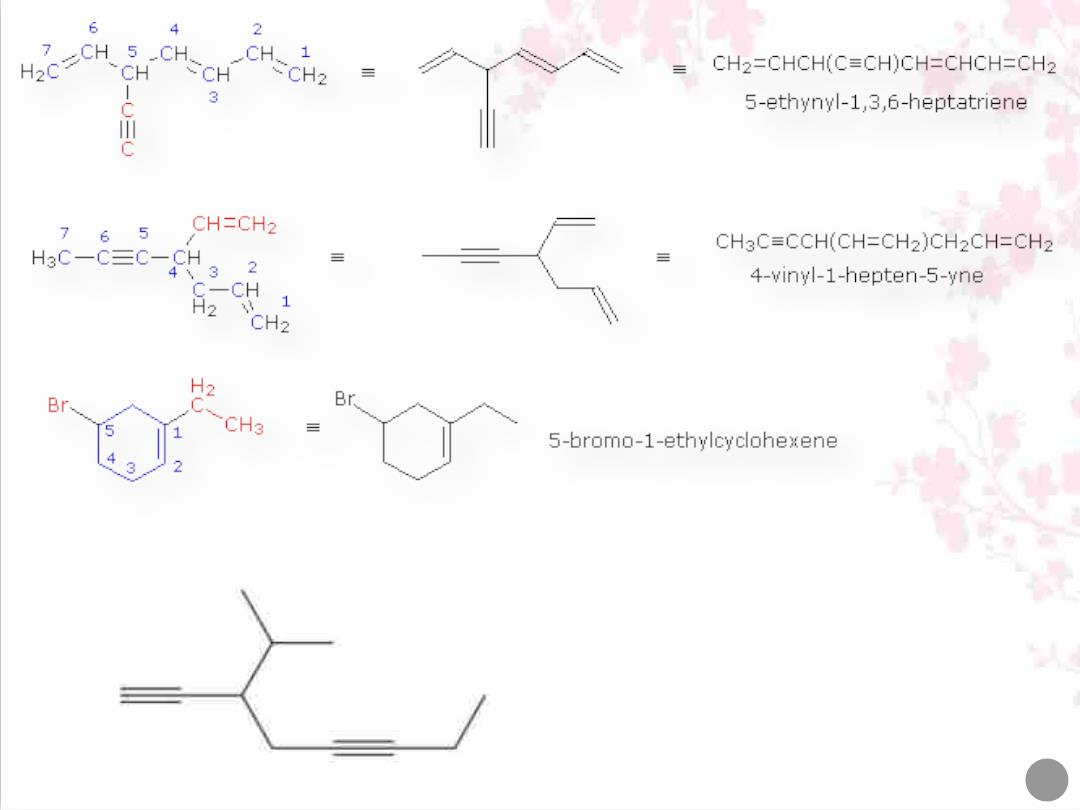 6 4 2
7 CH 5 CH CH 1
H2C CH CH CH2 ≡ ≡ CH2=CHCH(C≡CH)CH=CHCH=CH2
3
5-ethynyl-1,3,6-heptatriene
C
C
CH=CH2
7 6 5
H3C—C≡C—CH ≡ ≡ CH3C≡CCH(CH=CH2)CH2CH=CH2
4 3 2
4-vinyl-1-hepten-5-yne
C—CH 1
H2
CH2
H2
Br C Br
CH3 ≡
5 1
5-bromo-1-ethylcyclohexene
4 3 2